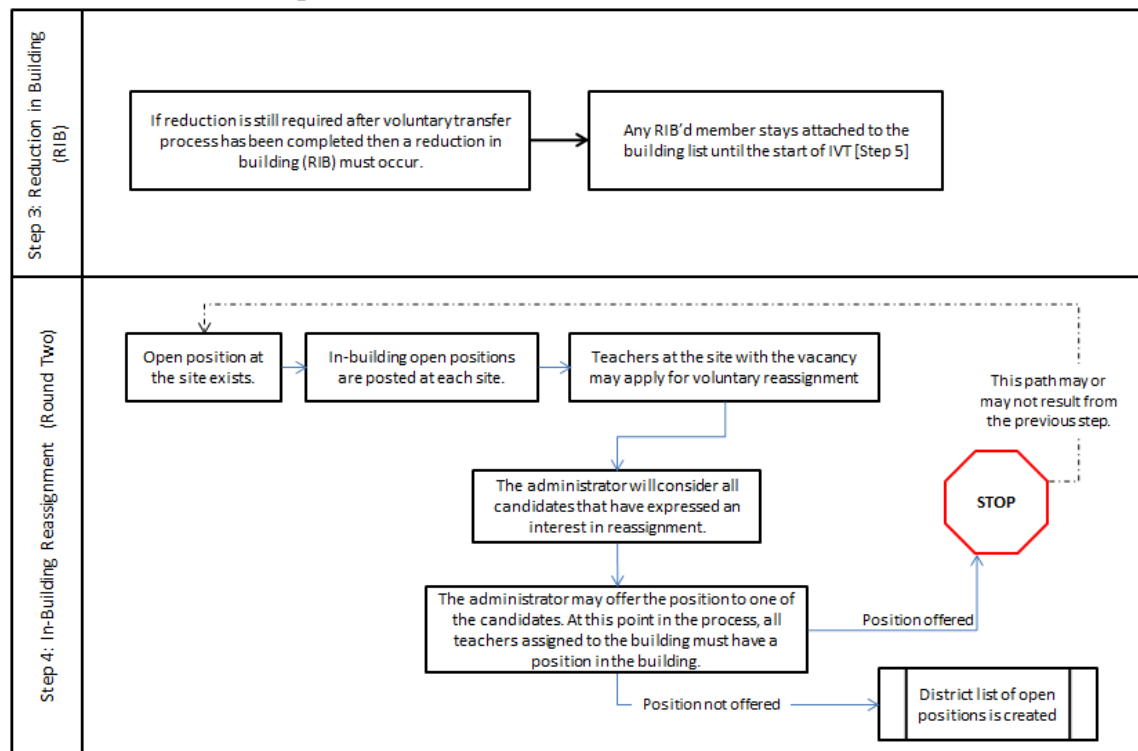 Step 3: Reduction in Building
(RIB)
If reduction is still required after voluntary transfer
process has been completed then a reduction in
building (RIB) must occur.
Any RIB'd member stays attached to the
building list until the start of IVT [Step 5]
Step 4: In-Building Reassignment (Round Two)
Open position at
the site exists.
In-building open positions
are posted at each site.
Teachers at the site with the vacancy
may apply for voluntary reassignment
This path may or
may not result from
the previous step.
The administrator will consider all
candidates that have expressed an
interest in reassignment.
STOP
The administrator may offer the position to one of
the candidates. At this point in the process, all
teachers assigned to the building must have a
position in the building.
Position offered
Position not offered
District list of open
positions is created